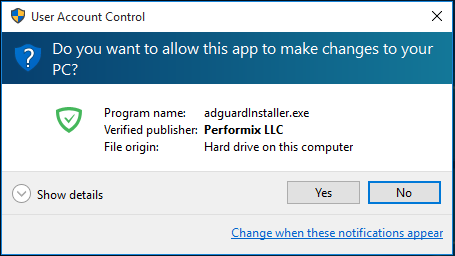 User Account Control
Do you want to allow this app to make changes to your
PC?
Program name: adguardInstaller.exe
Verified publisher: Performix LLC
File origin: Hard drive on this computer
Show details
Yes
No
Change when these notifications appear